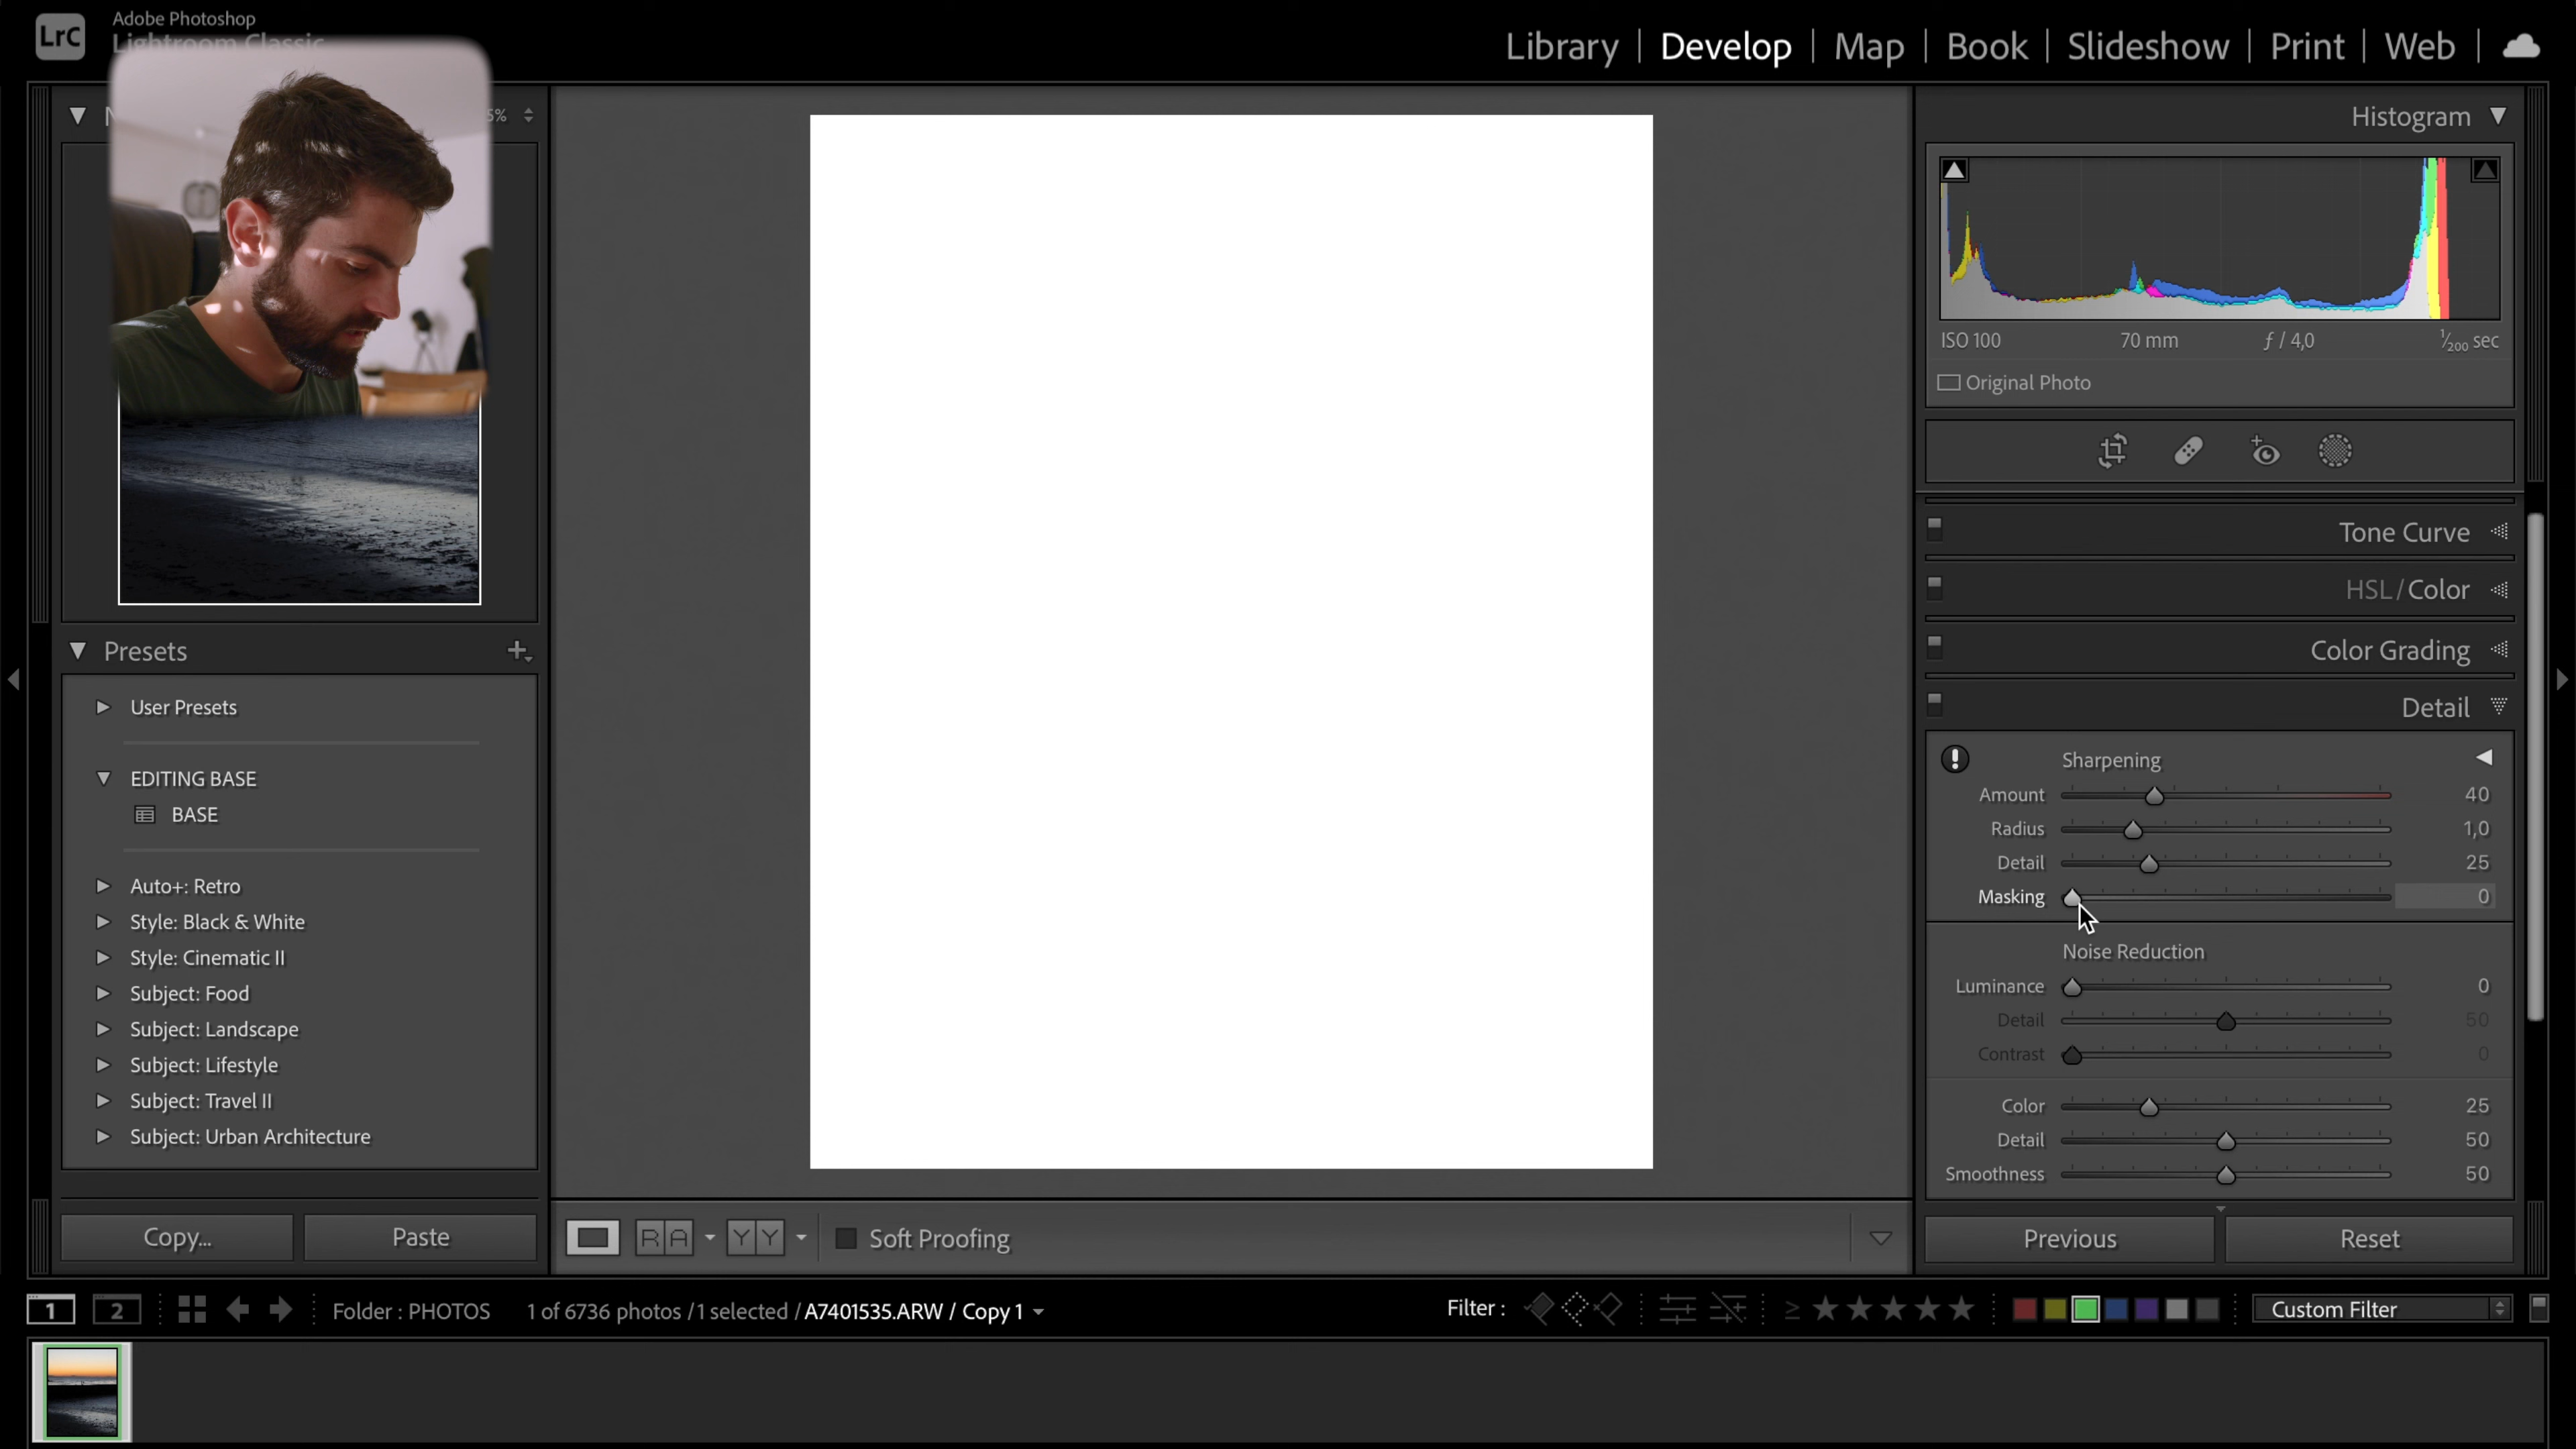 LrC
Adobe Photoshop
Lightroom Classic
Library | Develop | Map | Book | Slideshow | Print | Web
Histogram
ISO 100 70 mm ƒ / 4,0 1/200 sec
Original Photo
Tone Curve
HSL / Color
Color Grading
Detail
Sharpening
Amount 40
Radius 1,0
Detail 25
Masking 0
Noise Reduction
Luminance 0
Detail 50
Contrast 0
Color 25
Detail 50
Smoothness 50
Previous Reset
Presets
User Presets
EDITING BASE
BASE
Auto+: Retro
Style: Black & White
Style: Cinematic II
Subject: Food
Subject: Landscape
Subject: Lifestyle
Subject: Travel II
Subject: Urban Architecture
Copy... Paste
R A Y Y Soft Proofing
1 2 Folder : PHOTOS 1 of 6736 photos / 1 selected / A7401535.ARW / Copy 1 Filter : ≥ Custom Filter